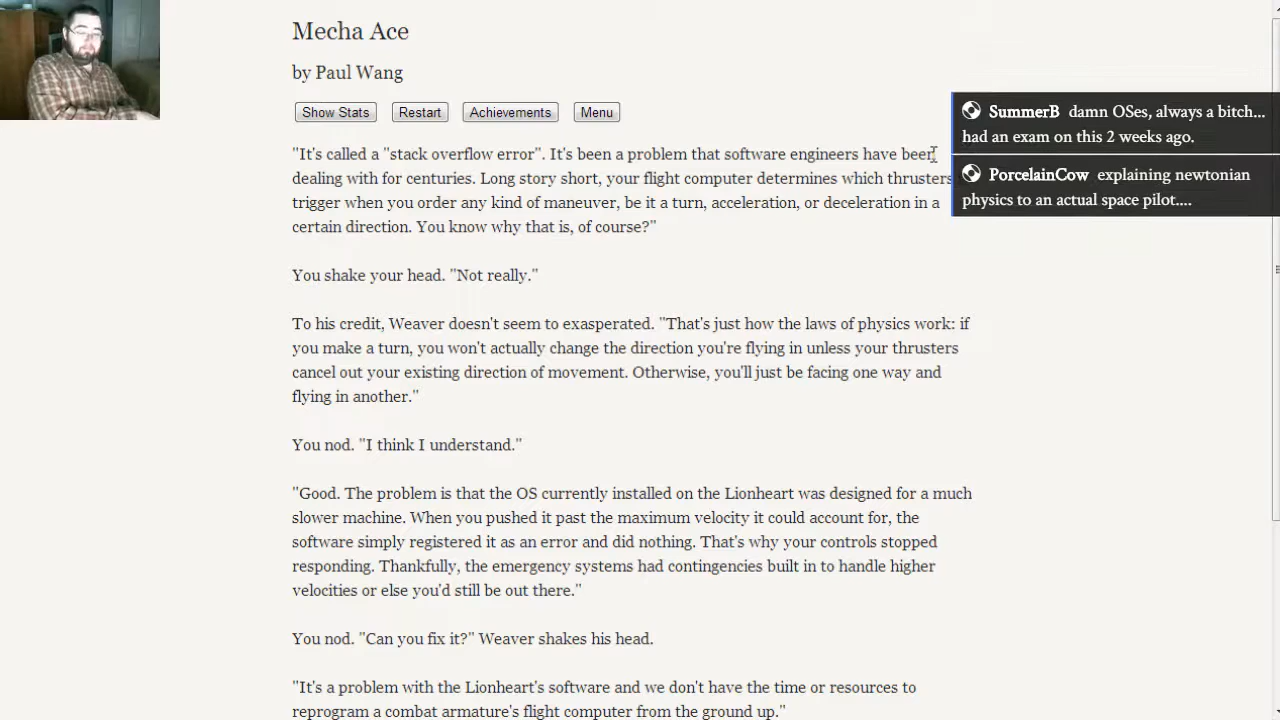 Mecha Ace
by Paul Wang
Show Stats Restart Achievements Menu
"It's called a "stack overflow error". It's been a problem that software engineers have been
dealing with for centuries. Long story short, your flight computer determines which thrusters
trigger when you order any kind of maneuver, be it a turn, acceleration, or deceleration in a
certain direction. You know why that is, of course?"
You shake your head. "Not really."
To his credit, Weaver doesn't seem to exasperated. "That's just how the laws of physics work: if
you make a turn, you won't actually change the direction you're flying in unless your thrusters
cancel out your existing direction of movement. Otherwise, you'll just be facing one way and
flying in another."
You nod. "I think I understand."
"Good. The problem is that the OS currently installed on the Lionheart was designed for a much
slower machine. When you pushed it past the maximum velocity it could account for, the
software simply registered it as an error and did nothing. That's why your controls stopped
responding. Thankfully, the emergency systems had contingencies built in to handle higher
velocities or else you'd still be out there."
You nod. "Can you fix it?" Weaver shakes his head.
"It's a problem with the Lionheart's software and we don't have the time or resources to
reprogram a combat armature's flight computer from the ground up."
SummerB damn OSes, always a bitch...
had an exam on this 2 weeks ago.
PorcelainCow explaining newtonian
physics to an actual space pilot....